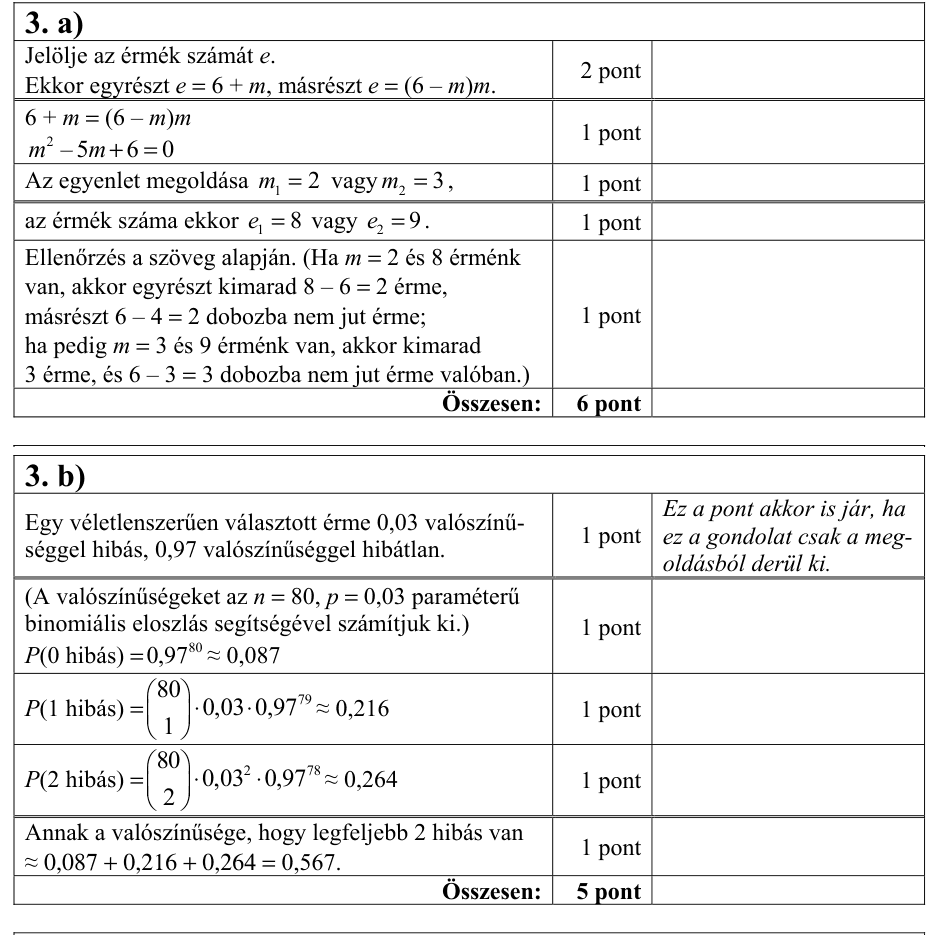 3. a)
Jelölje az érmék számát e.
Ekkor egyrészt e = 6 + m, másrészt e = (6 – m)m.
2 pont
6 + m = (6 – m)m
m² – 5m + 6 = 0
1 pont
Az egyenlet megoldása m₁ = 2 vagy m₂ = 3,
1 pont
az érmék száma ekkor e₁ = 8 vagy e₂ = 9.
1 pont
Ellenőrzés a szöveg alapján. (Ha m = 2 és 8 érménk
van, akkor egyrészt kimarad 8 – 6 = 2 érme,
másrészt 6 – 4 = 2 dobozba nem jut érme;
ha pedig m = 3 és 9 érménk van, akkor kimarad
3 érme, és 6 – 3 = 3 dobozba nem jut érme valóban.)
1 pont
Összesen: 6 pont
3. b)
Egy véletlenszerűen választott érme 0,03 valószínű-
séggel hibás, 0,97 valószínűséggel hibátlan.
1 pont
Ez a pont akkor is jár, ha
ez a gondolat csak a meg-
oldásból derül ki.
(A valószínűségeket az n = 80, p = 0,03 paraméterű
binomiális eloszlás segítségével számítjuk ki.)
P(0 hibás) = 0,97⁸⁰ ≈ 0,087
1 pont
P(1 hibás) = (80 1) · 0,03 · 0,97⁷⁹ ≈ 0,216
1 pont
P(2 hibás) = (80 2) · 0,03² · 0,97⁷⁸ ≈ 0,264
1 pont
Annak a valószínűsége, hogy legfeljebb 2 hibás van
≈ 0,087 + 0,216 + 0,264 = 0,567.
1 pont
Összesen: 5 pont